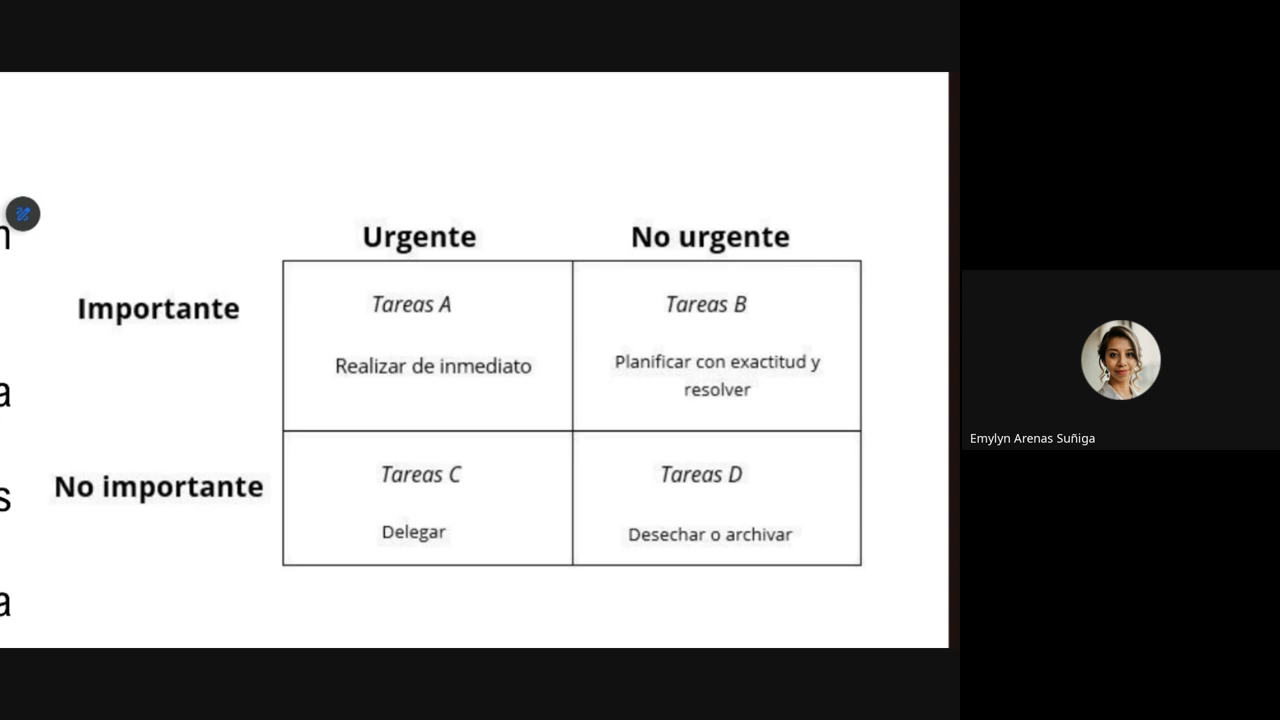 n
a
s
a
Urgente No urgente
Importante
Tareas A Tareas B
Realizar de inmediato Planificar con exactitud y
resolver
No importante
Tareas C Tareas D
Delegar Desechar o archivar
Emylyn Arenas Suñiga